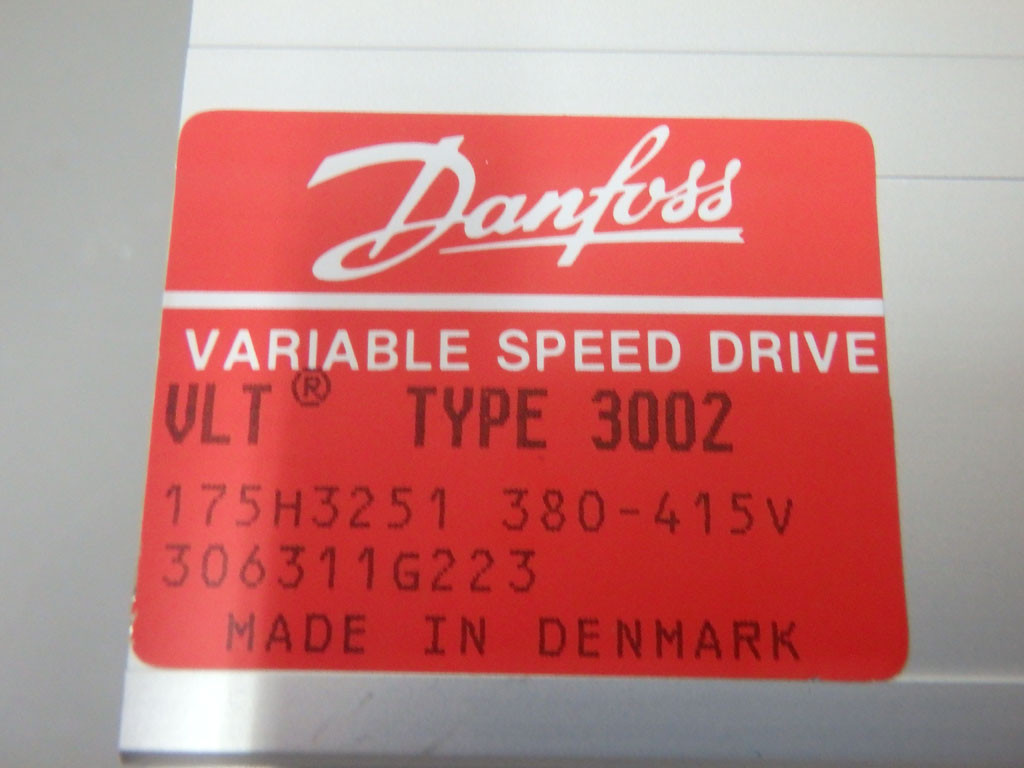 Danfoss
VARIABLE SPEED DRIVE
VLT® TYPE 3002
175H3251 380-415V
306311G223
MADE IN DENMARK